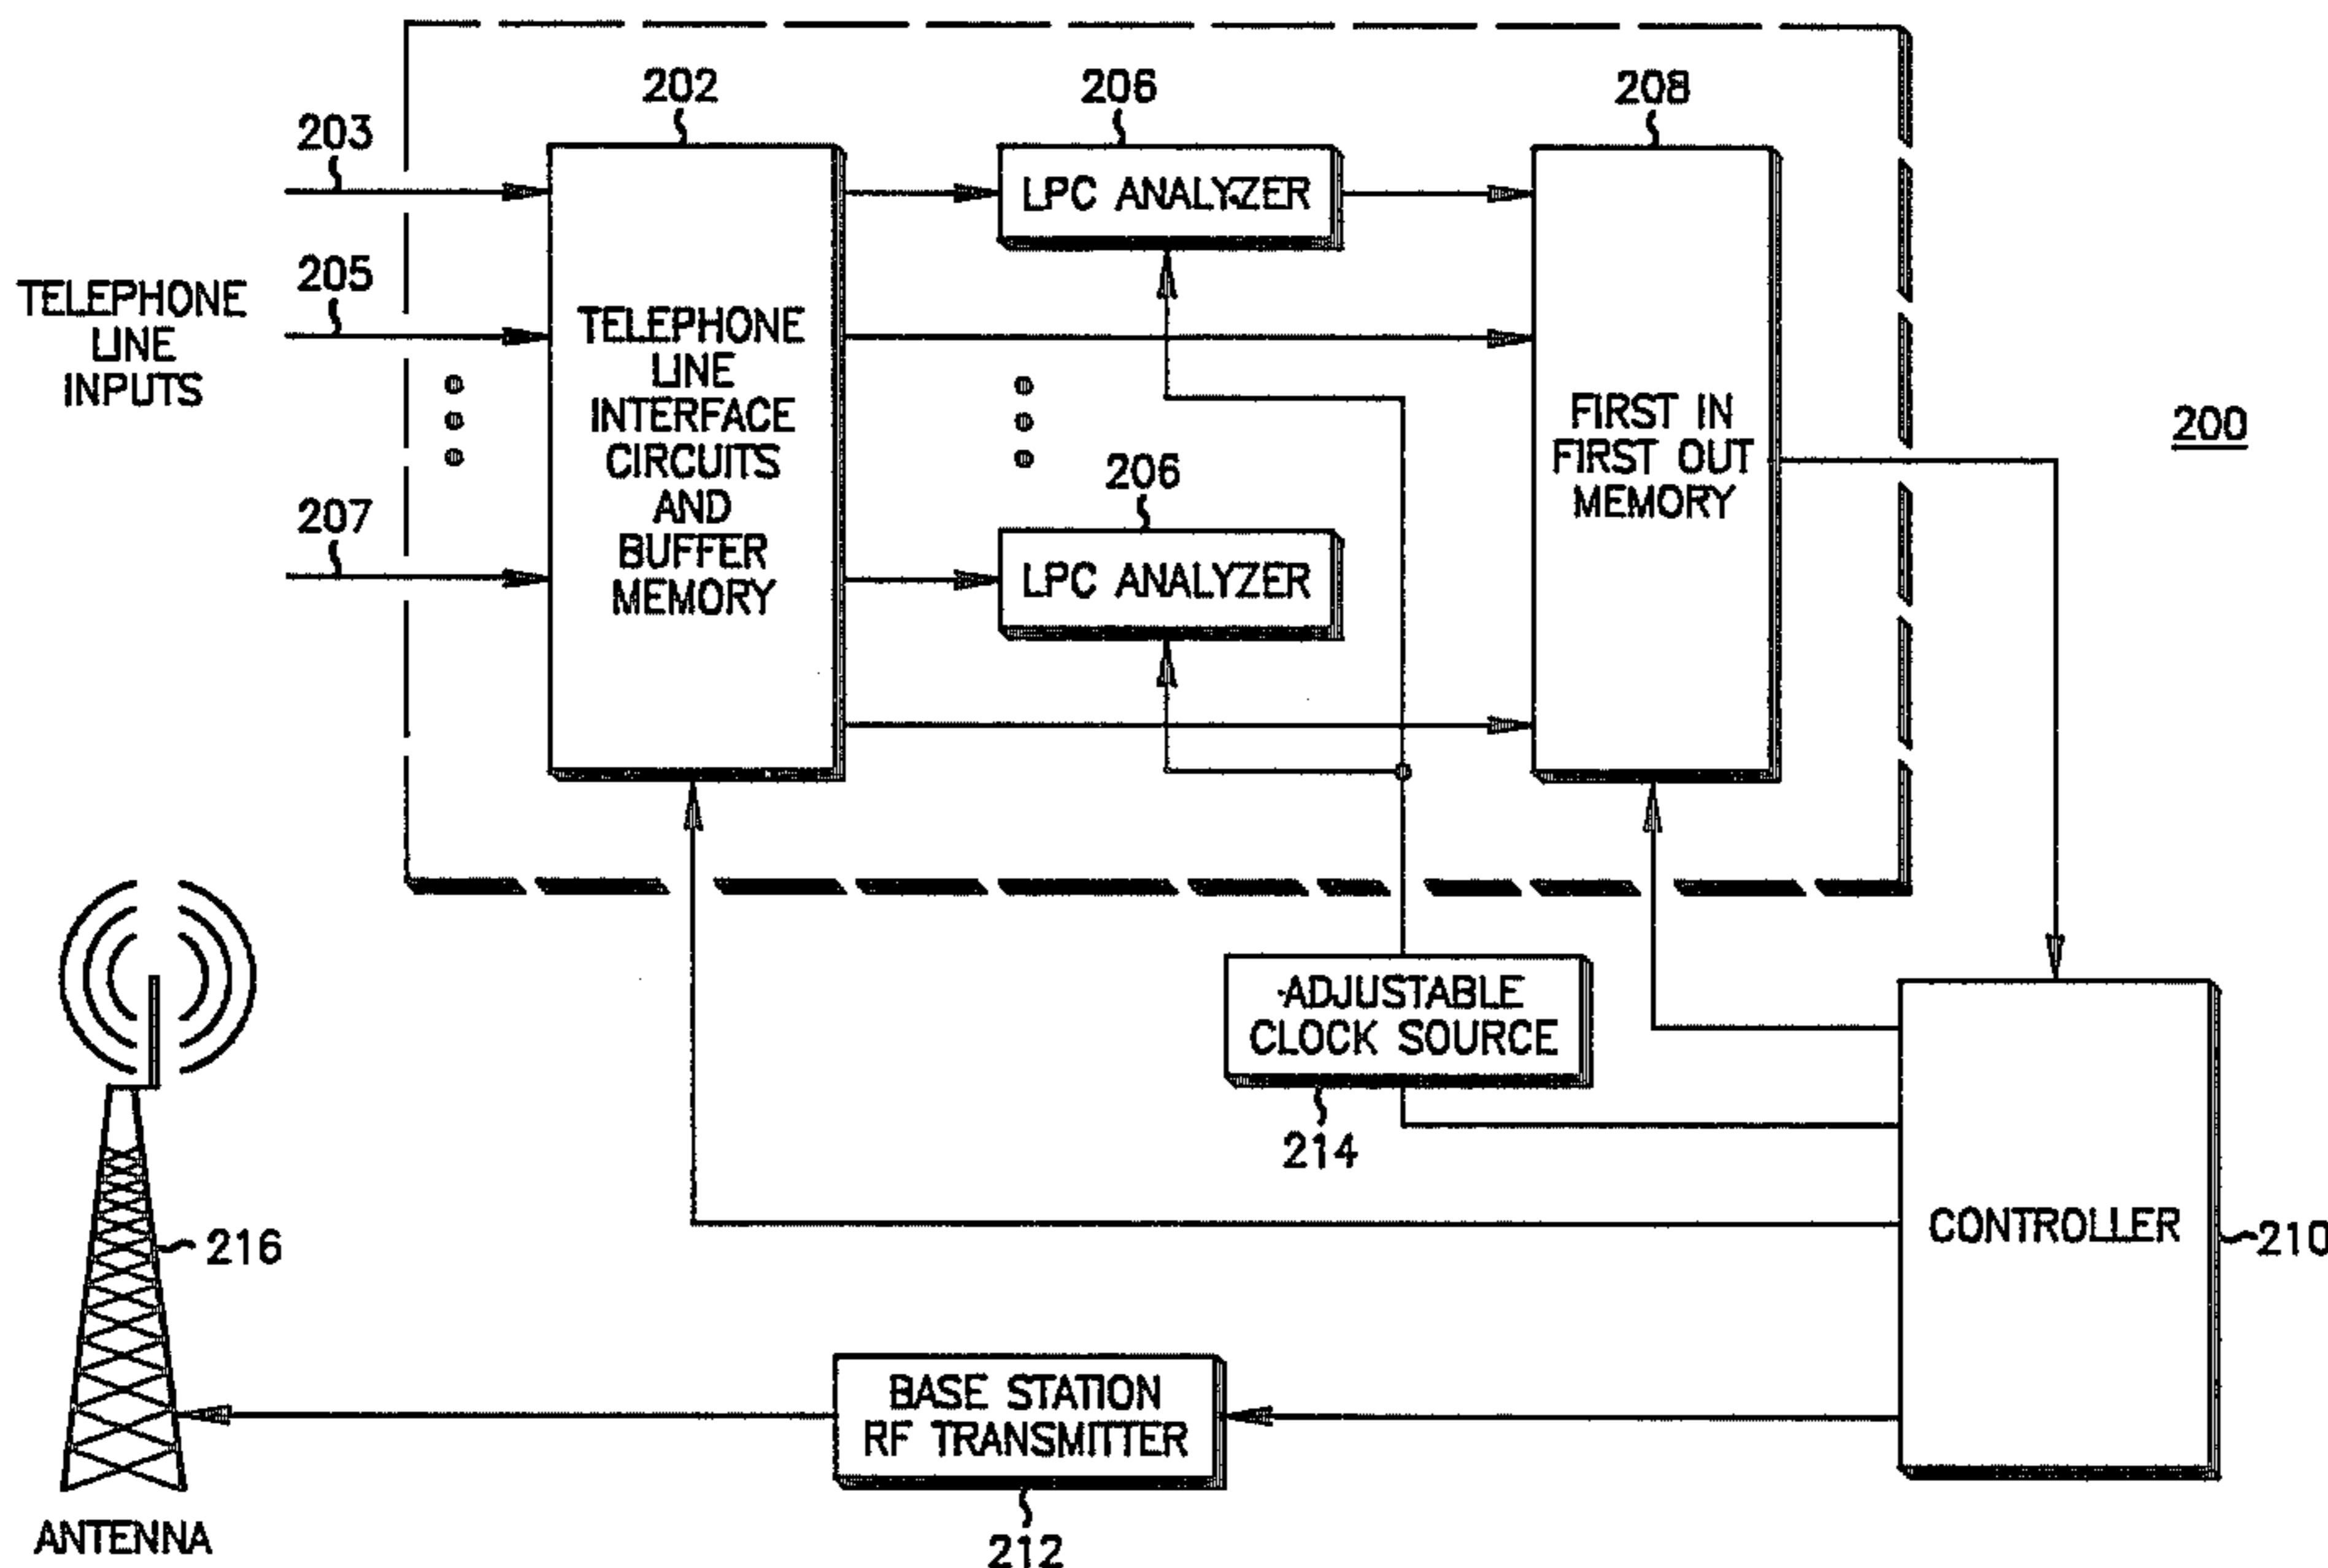 202
206
208
203
LPC ANALYZER
205
TELEPHONE
LINE
INPUTS
TELEPHONE
LINE
INTERFACE
CIRCUITS
AND
BUFFER
MEMORY
FIRST IN
FIRST OUT
MEMORY
200
206
207
LPC ANALYZER
ADJUSTABLE
CLOCK SOURCE
214
216
CONTROLLER
210
BASE STATION
RF TRANSMITTER
212
ANTENNA